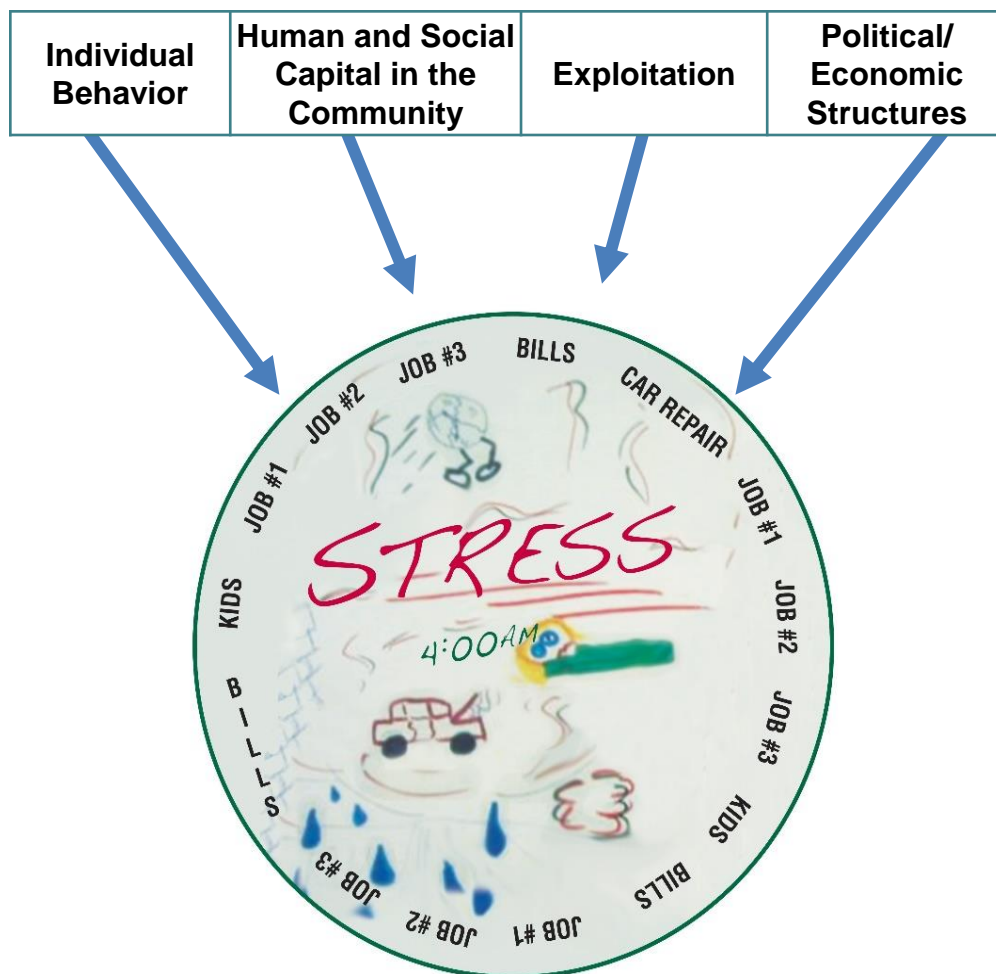 Individual
Behavior
Human and Social
Capital in the
Community
Exploitation
Political/
Economic
Structures
BILLS
CAR REPAIR
JOB #1
JOB #2
JOB #3
KIDS
BILLS
JOB #1
JOB #2
JOB #3
BILLS
KIDS
JOB #1
JOB #2
JOB #3
STRESS
4:00AM